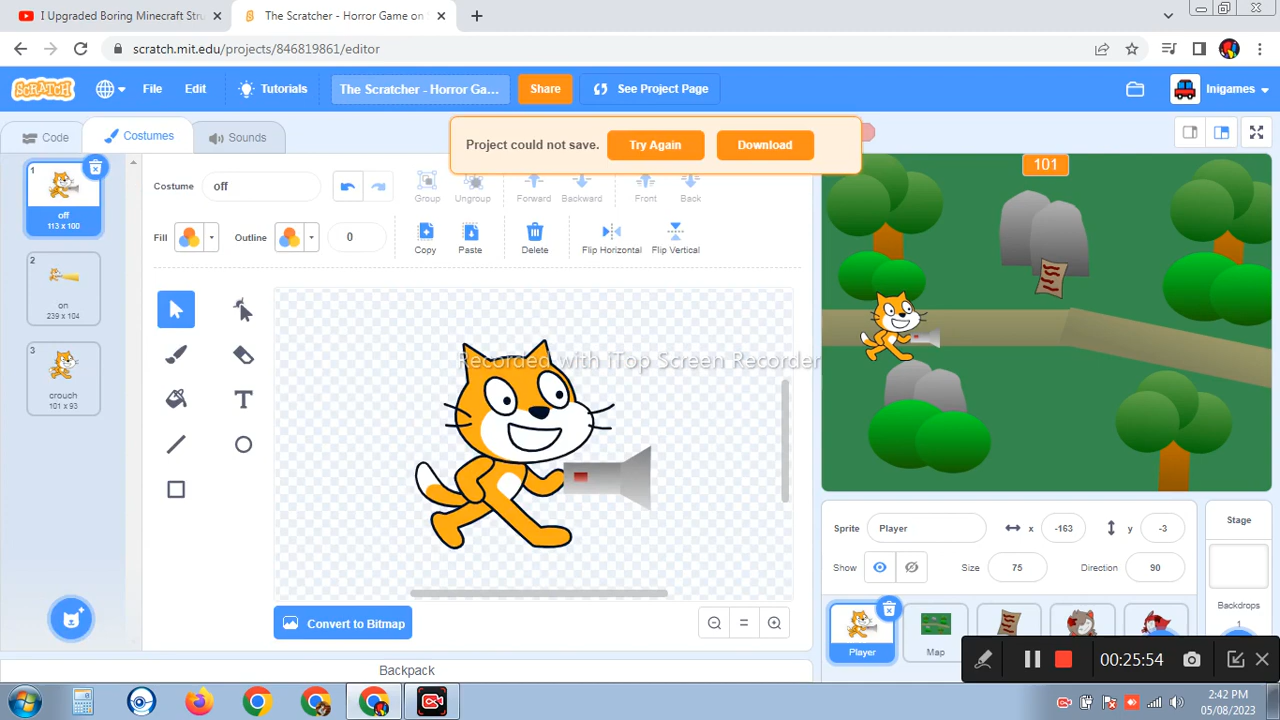 I Upgraded Boring Minecraft Stru
The Scratcher - Horror Game on
scratch.mit.edu/projects/846819861/editor
SCRATCH
File
Edit
Tutorials
The Scratcher - Horror Ga...
Share
See Project Page
Inigames
Code
Costumes
Sounds
Project could not save.
Try Again
Download
1
off
113 x 100
2
on
239 x 104
3
crouch
101 x 93
Costume
off
Group
Ungroup
Forward
Backward
Front
Back
Fill
Outline
0
Copy
Paste
Delete
Flip Horizontal
Flip Vertical
T
Recorded with iTop Screen Recorder
Convert to Bitmap
Backpack
101
Sprite
Player
x
-163
y
-3
Show
Size
75
Direction
90
Stage
Backdrops
1
Player
Map
00:25:54
2:42 PM
05/08/2023